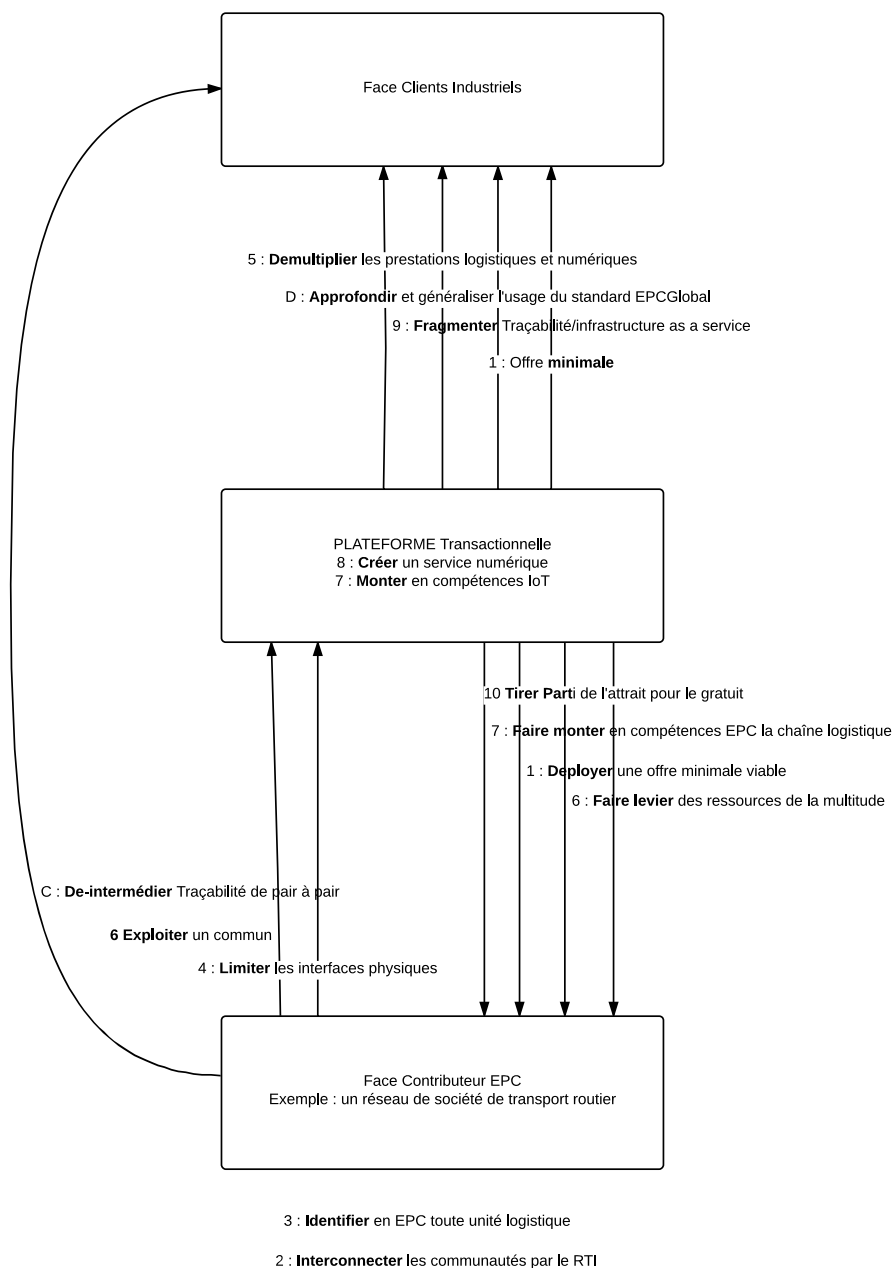 Face Clients Industriels
5 : Demultiplier les prestations logistiques et numériques
D : Approfondir et généraliser l'usage du standard EPCGlobal
9 : Fragmenter Traçabilité/infrastructure as a service
1 : Offre minimale
PLATEFORME Transactionnelle
8 : Créer un service numérique
7 : Monter en compétences IoT
10 Tirer Parti de l'attrait pour le gratuit
7 : Faire monter en compétences EPC la chaîne logistique
1 : Deployer une offre minimale viable
6 : Faire levier des ressources de la multitude
C : De-intermédier Traçabilité de pair à pair
6 Exploiter un commun
4 : Limiter les interfaces physiques
Face Contributeur EPC
Exemple : un réseau de société de transport routier
3 : Identifier en EPC toute unité logistique
2 : Interconnecter les communautés par le RTI